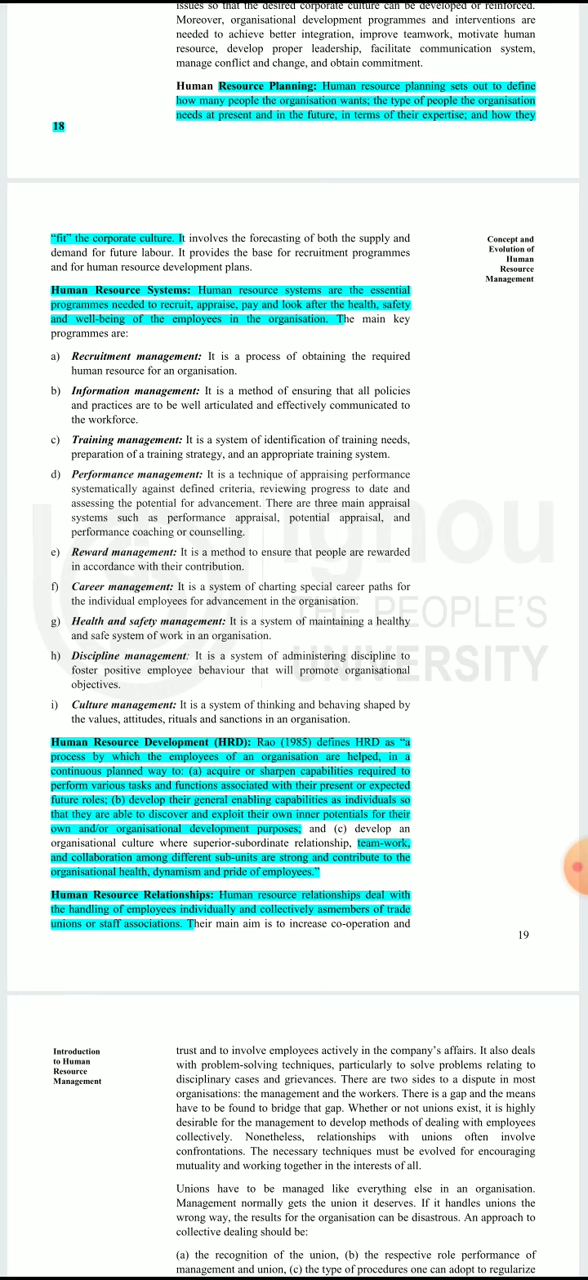 issues so that the desired corporate culture can be developed or reinforced.
Moreover, organisational development programmes and interventions are
needed to achieve better integration, improve teamwork, motivate human
resource, develop proper leadership, facilitate communication system,
manage conflict and change, and obtain commitment.
Human Resource Planning: Human resource planning sets out to define
how many people the organisation wants; the type of people the organisation
needs at present and in the future, in terms of their expertise; and how they
18
"fit" the corporate culture. It involves the forecasting of both the supply and
demand for future labour. It provides the base for recruitment programmes
and for human resource development plans.
Concept and
Evolution of
Human
Resource
Management
Human Resource Systems: Human resource systems are the essential
programmes needed to recruit, appraise, pay and look after the health, safety
and well-being of the employees in the organisation. The main key
programmes are:
a) Recruitment management: It is a process of obtaining the required
human resource for an organisation.
b) Information management: It is a method of ensuring that all policies
and practices are to be well articulated and effectively communicated to
the workforce.
c) Training management: It is a system of identification of training needs,
preparation of a training strategy, and an appropriate training system.
d) Performance management: It is a technique of appraising performance
systematically against defined criteria, reviewing progress to date and
assessing the potential for advancement. There are three main appraisal
systems such as performance appraisal, potential appraisal, and
performance coaching or counselling.
e) Reward management: It is a method to ensure that people are rewarded
in accordance with their contribution.
f) Career management: It is a system of charting special career paths for
the individual employees for advancement in the organisation.
g) Health and safety management: It is a system of maintaining a healthy
and safe system of work in an organisation.
h) Discipline management: It is a system of administering discipline to
foster positive employee behaviour that will promote organisational
objectives.
i) Culture management: It is a system of thinking and behaving shaped by
the values, attitudes, rituals and sanctions in an organisation.
ignou
THE PEOPLE'S
UNIVERSITY
Human Resource Development (HRD): Rao (1985) defines HRD as "a
process by which the employees of an organisation are helped, in a
continuous planned way to: (a) acquire or sharpen capabilities required to
perform various tasks and functions associated with their present or expected
future roles; (b) develop their general enabling capabilities as individuals so
that they are able to discover and exploit their own inner potentials for their
own and/or organisational development purposes; and (c) develop an
organisational culture where superior-subordinate relationship, team-work,
and collaboration among different sub-units are strong and contribute to the
organisational health, dynamism and pride of employees."
Human Resource Relationships: Human resource relationships deal with
the handling of employees individually and collectively asmembers of trade
unions or staff associations. Their main aim is to increase co-operation and
19
Introduction
to Human
Resource
Management
trust and to involve employees actively in the company's affairs. It also deals
with problem-solving techniques, particularly to solve problems relating to
disciplinary cases and grievances. There are two sides to a dispute in most
organisations: the management and the workers. There is a gap and the means
have to be found to bridge that gap. Whether or not unions exist, it is highly
desirable for the management to develop methods of dealing with employees
collectively. Nonetheless, relationships with unions often involve
confrontations. The necessary techniques must be evolved for encouraging
mutuality and working together in the interests of all.
Unions have to be managed like everything else in an organisation.
Management normally gets the union it deserves. If it handles unions the
wrong way, the results for the organisation can be disastrous. An approach to
collective dealing should be:
(a) the recognition of the union, (b) the respective role performance of
management and union, (c) the type of procedures one can adopt to regularize